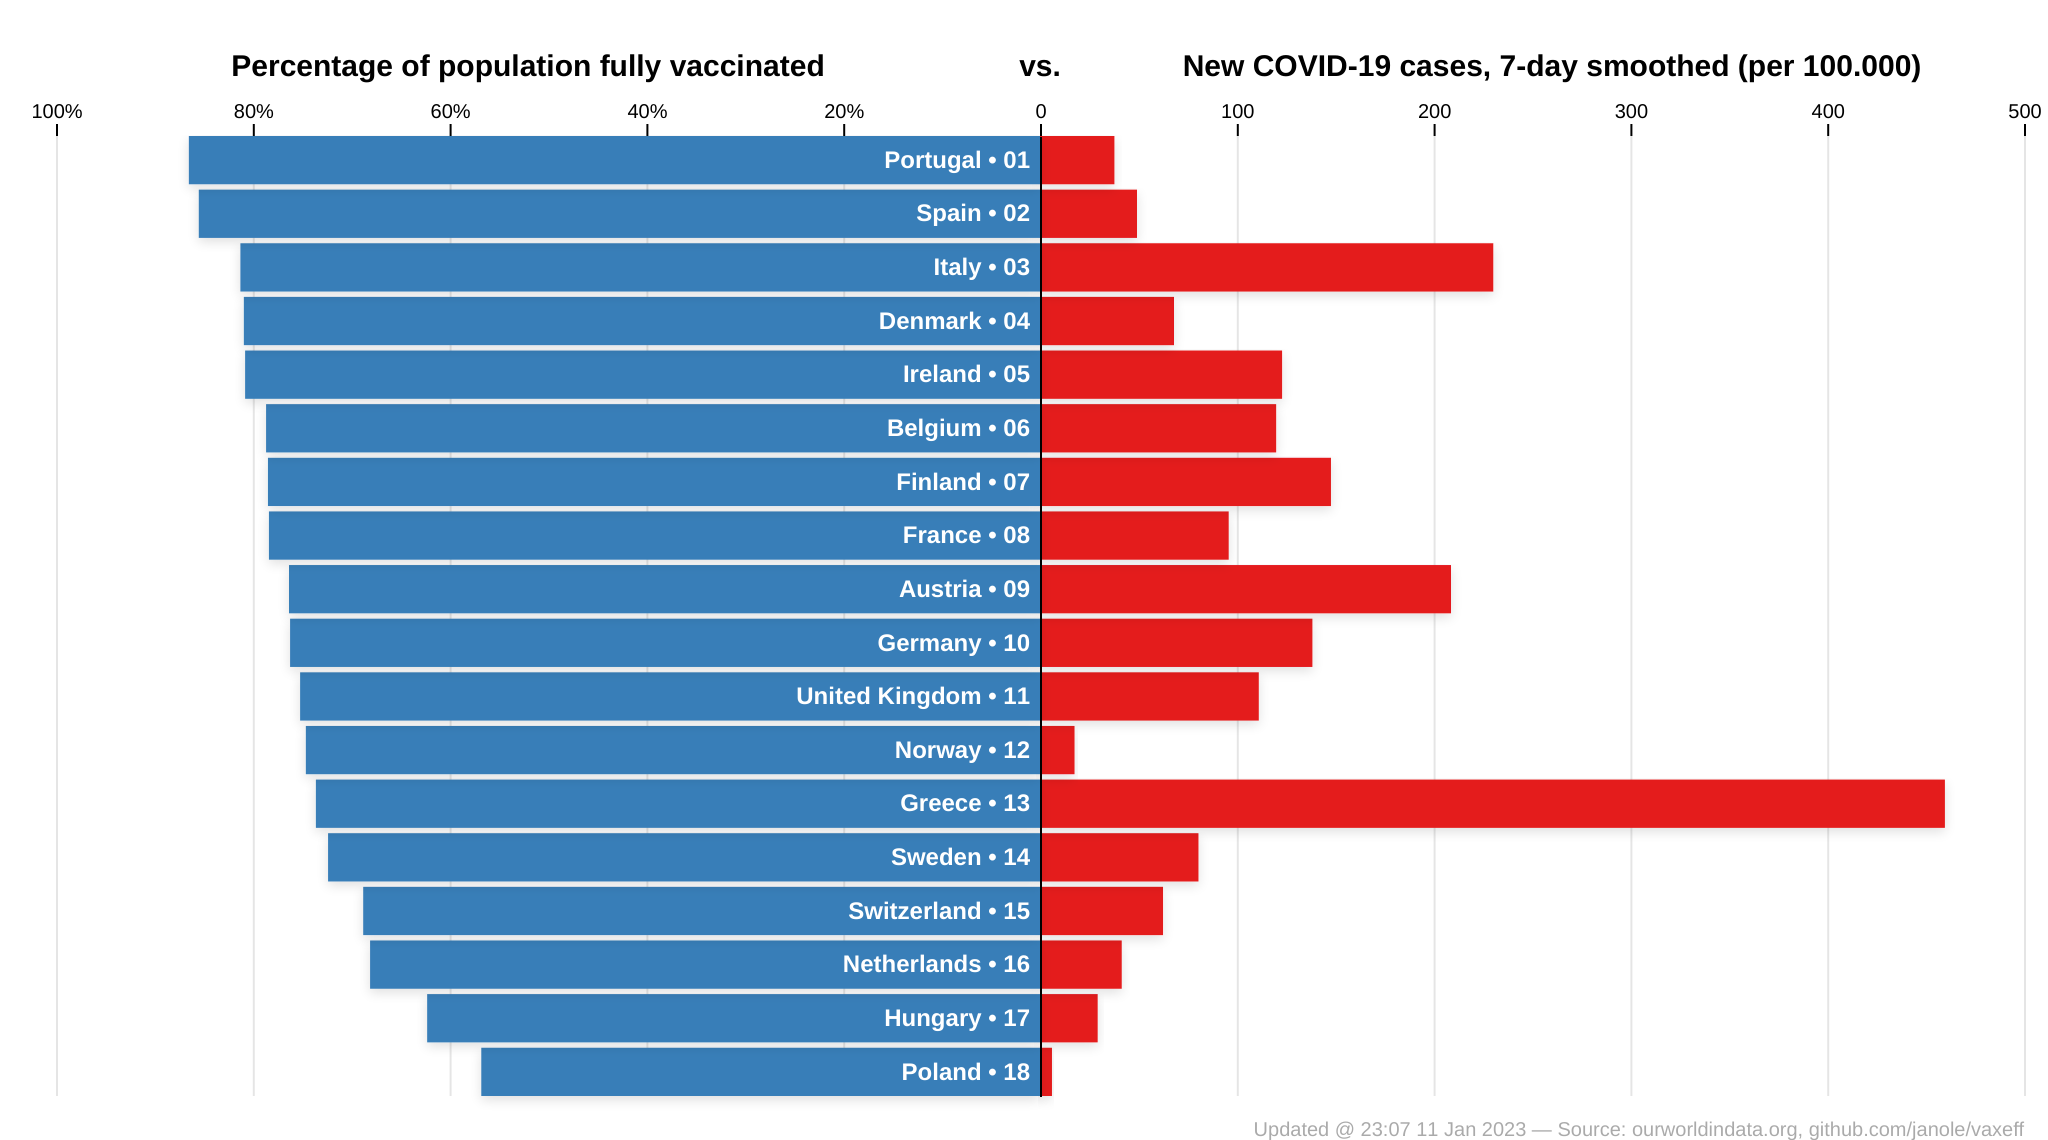 Percentage of population fully vaccinated vs. New COVID-19 cases, 7-day smoothed (per 100.000)
100% 80% 60% 40% 20% 0 100 200 300 400 500
Portugal • 01
Spain • 02
Italy • 03
Denmark • 04
Ireland • 05
Belgium • 06
Finland • 07
France • 08
Austria • 09
Germany • 10
United Kingdom • 11
Norway • 12
Greece • 13
Sweden • 14
Switzerland • 15
Netherlands • 16
Hungary • 17
Poland • 18
Updated @ 23:07 11 Jan 2023 — Source: ourworldindata.org, github.com/janole/vaxeff